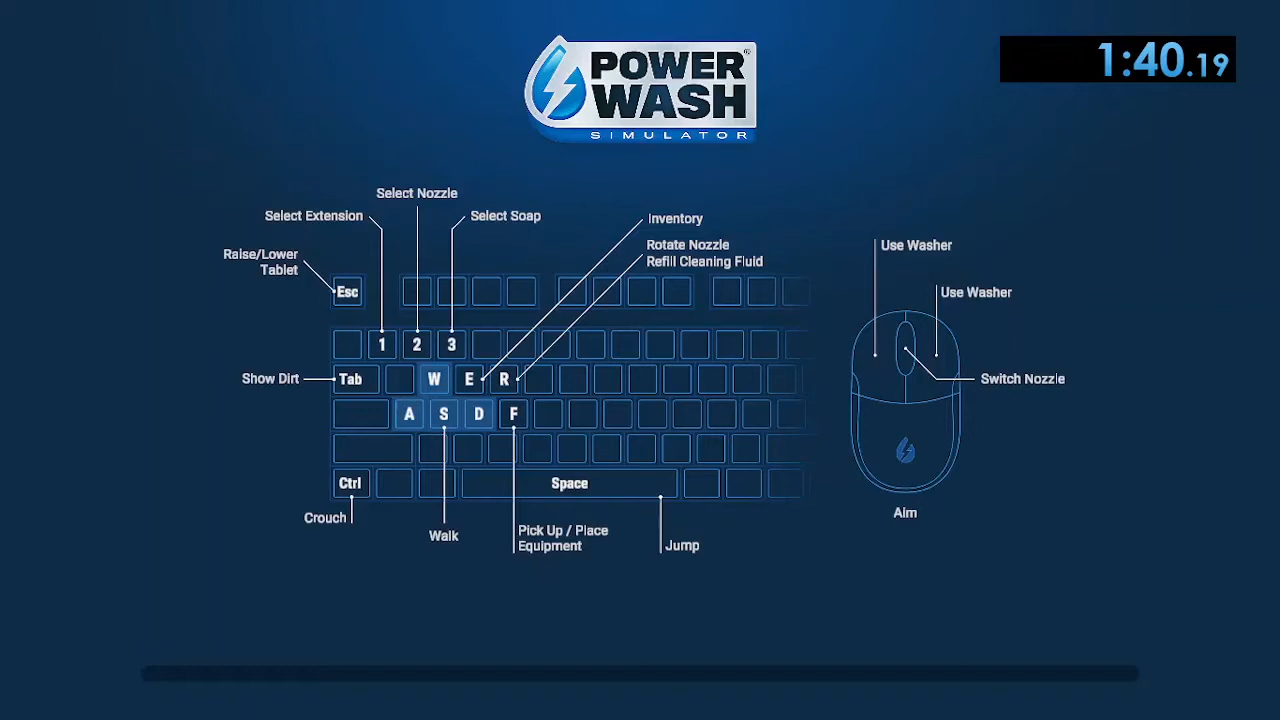 POWER®
WASH
SIMULATOR
1:40.19
Select Nozzle
Select Extension
Select Soap
Inventory
Raise/Lower
Tablet
Rotate Nozzle
Refill Cleaning Fluid
Use Washer
Use Washer
Esc
1 2 3
Show Dirt
Tab W E R
Switch Nozzle
A S D F
Ctrl Space
Crouch
Walk
Pick Up / Place
Equipment
Jump
Aim